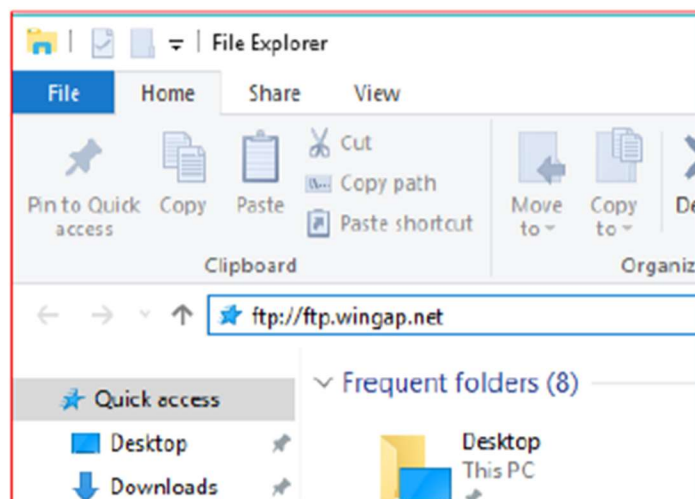 File Explorer
File Home Share View
Cut
Copy path
Paste shortcut
Pin to Quick access
Copy
Paste
Move to
Copy to
Clipboard
ftp://ftp.wingap.net
Quick access
Desktop
Downloads
Frequent folders (8)
Desktop
This PC